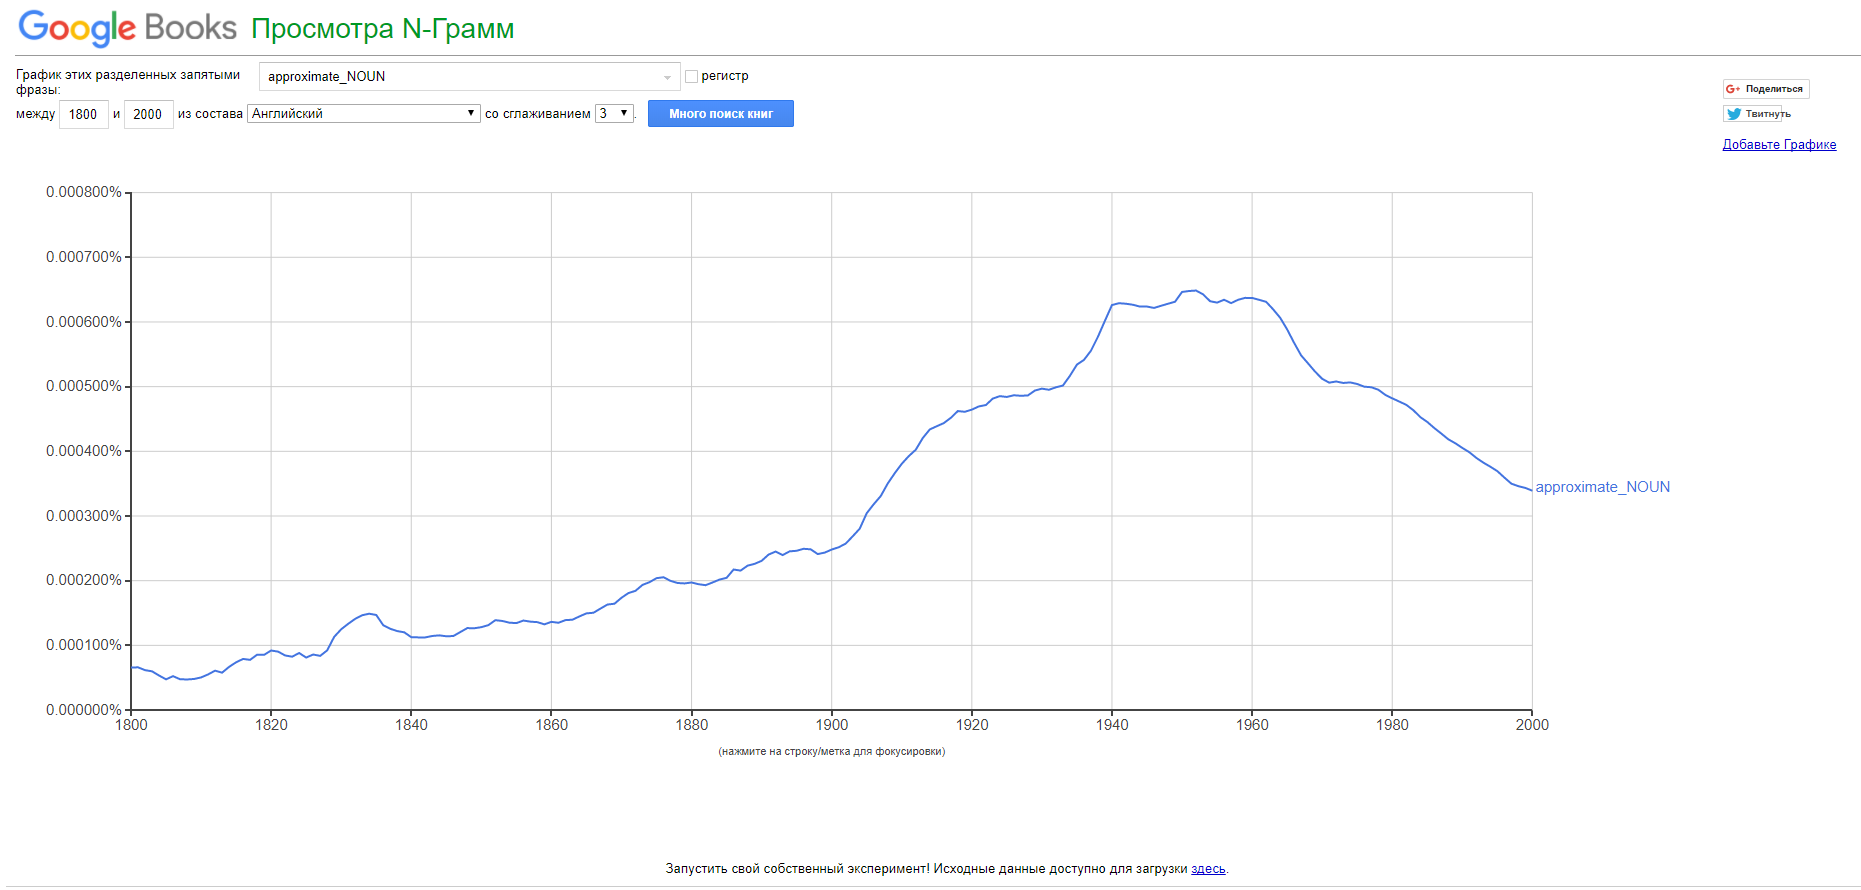 Google Books Просмотра N-Грамм
График этих разделенных запятыми фразы: approximate_NOUN регистр
между 1800 и 2000 из состава Английский со сглаживанием 3 . Много поиск книг
Поделиться
Твитнуть
Добавьте Графике
0.000800%
0.000700%
0.000600%
0.000500%
0.000400%
0.000300%
0.000200%
0.000100%
0.000000%
approximate_NOUN
1800 1820 1840 1860 1880 1900 1920 1940 1960 1980 2000
(нажмите на строку/метка для фокусировки)
Запустить свой собственный эксперимент! Исходные данные доступно для загрузки здесь.